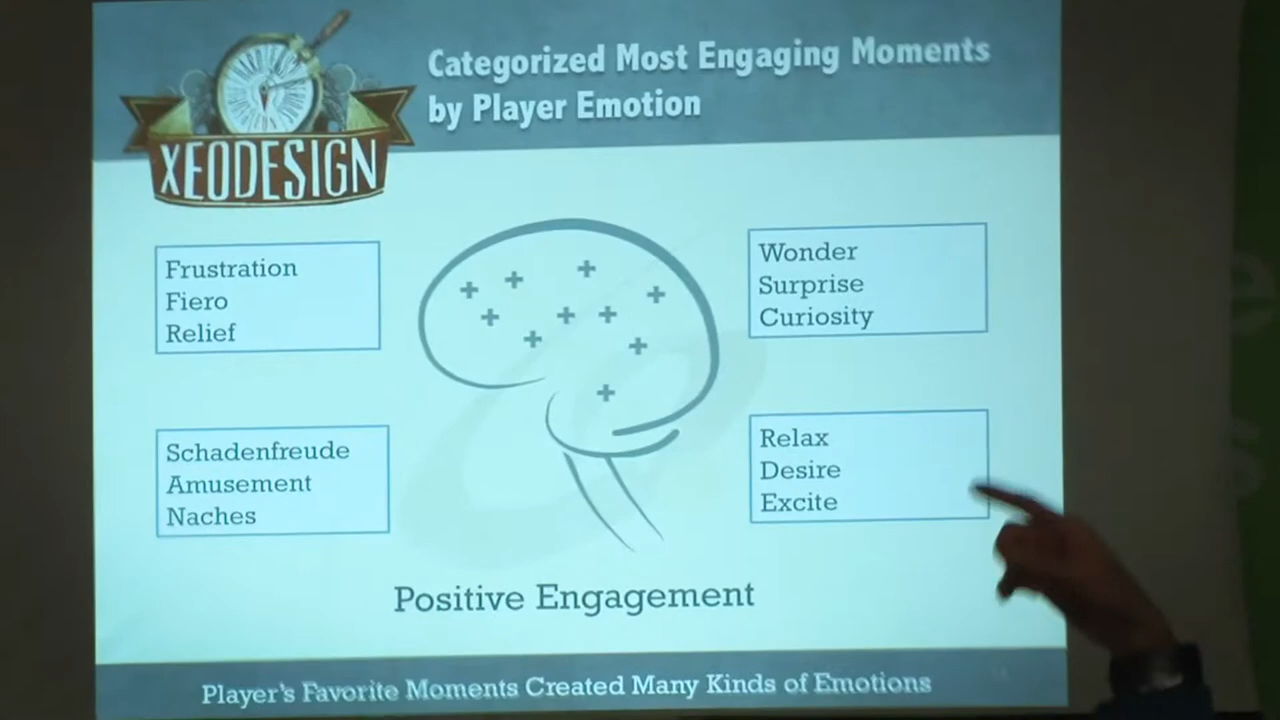 Categorized Most Engaging Moments
by Player Emotion
XEODESIGN
Frustration
Fiero
Relief
Wonder
Surprise
Curiosity
Schadenfreude
Amusement
Naches
Relax
Desire
Excite
Positive Engagement
Player's Favorite Moments Created Many Kinds of Emotions